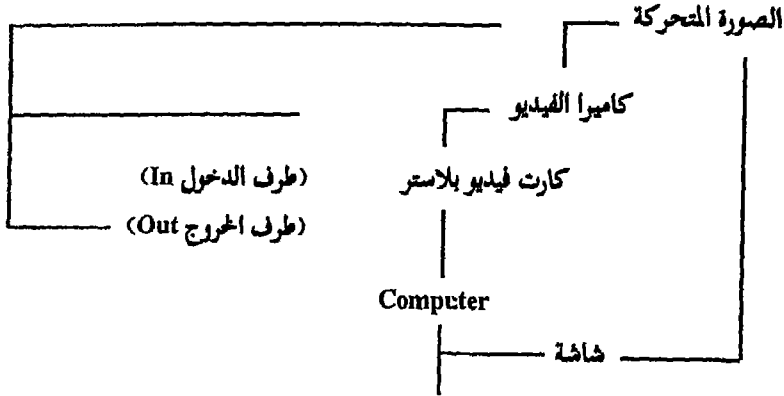 الصورة المتحركة
كاميرا الفيديو
كارت فيديو بلاستر (طرف الدخول In)
(طرف الخروج Out)
Computer
شاشة